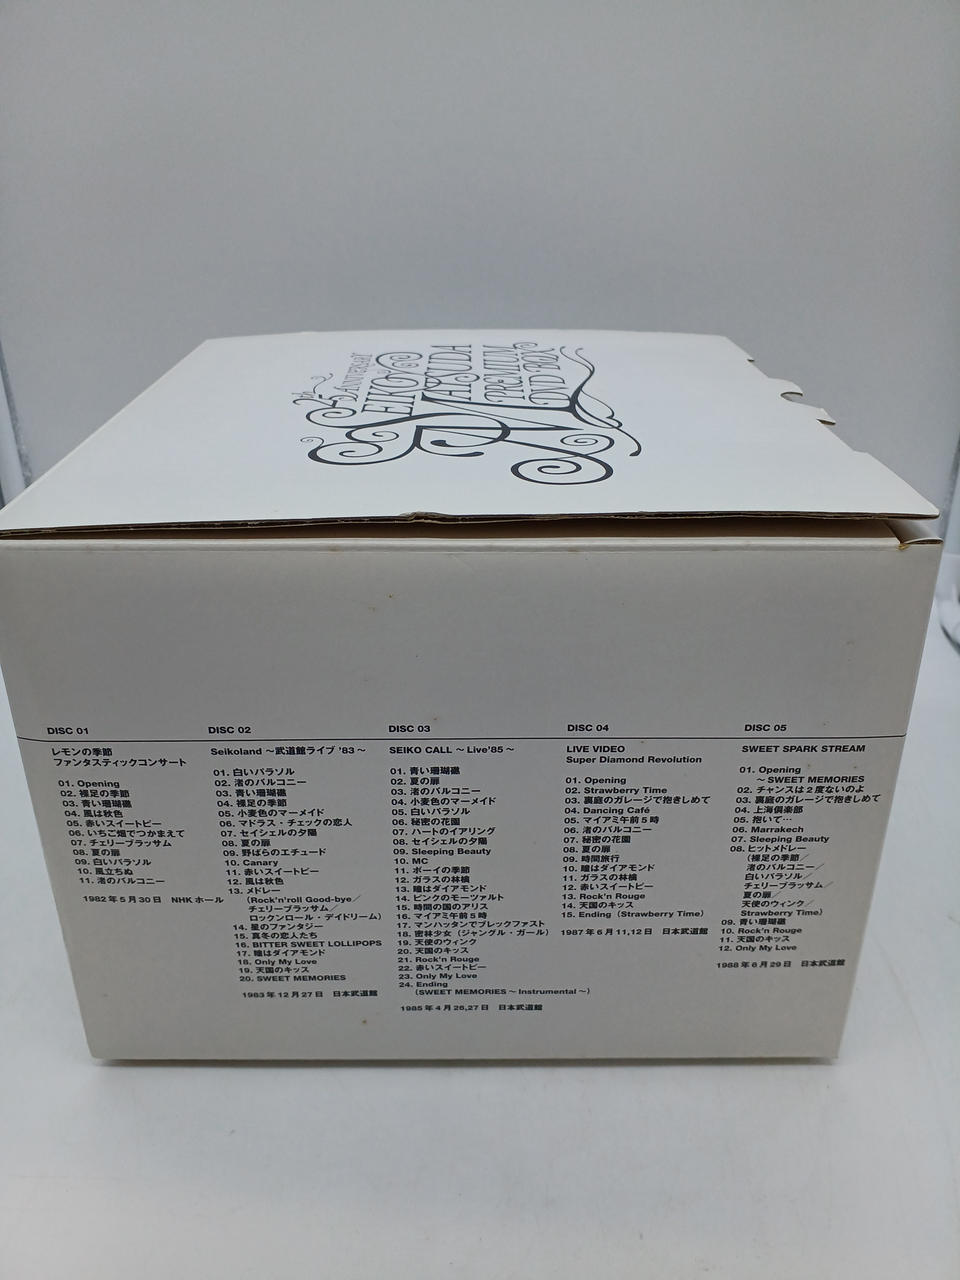 25th ANNIVERSARY
SEIKO
MATSUDA
PREMIUM
DVD BOX
DISC 01
レモンの季節
ファンタスティックコンサート
01. Opening
02. 裸足の季節
03. 青い珊瑚礁
04. 風は秋色
05. 赤いスイートピー
06. いちご畑でつかまえて
07. チェリーブラッサム
08. 夏の扉
09. 白いパラソル
10. 風立ちぬ
11. 渚のバルコニー
1982年5月30日 NHKホール
DISC 02
Seikoland ～武道館ライブ '83～
01. 白いパラソル
02. 渚のバルコニー
03. 青い珊瑚礁
04. 裸足の季節
05. 小麦色のマーメイド
06. マドラス・チェックの恋人
07. セイシェルの夕陽
08. 夏の扉
09. 野ばらのエチュード
10. Canary
11. 赤いスイートピー
12. 風は秋色
13. メドレー
（Rock'n'roll Good-bye／
チェリーブラッサム／
ロックンロール・デイドリーム）
14. 星のファンタジー
15. 真冬の恋人たち
16. BITTER SWEET LOLLIPOPS
17. 瞳はダイアモンド
18. Only My Love
19. 天国のキッス
20. SWEET MEMORIES
1983年12月27日 日本武道館
DISC 03
SEIKO CALL ～Live'85～
01. 青い珊瑚礁
02. 夏の扉
03. 渚のバルコニー
04. 小麦色のマーメイド
05. 白いパラソル
06. 秘密の花園
07. ハートのイアリング
08. セイシェルの夕陽
09. Sleeping Beauty
10. MC
11. ボーイの季節
12. ガラスの林檎
13. 瞳はダイアモンド
14. ピンクのモーツァルト
15. 時間の国のアリス
16. マイアミ午前5時
17. マンハッタンでブレックファスト
18. 密林少女（ジャングル・ガール）
19. 天使のウィンク
20. 天国のキッス
21. Rock'n Rouge
22. 赤いスイートピー
23. Only My Love
24. Ending
（SWEET MEMORIES～Instrumental～）
1985年4月26,27日 日本武道館
DISC 04
LIVE VIDEO
Super Diamond Revolution
01. Opening
02. Strawberry Time
03. 裏庭のガレージで抱きしめて
04. Dancing Café
05. マイアミ午前5時
06. 渚のバルコニー
07. 秘密の花園
08. 夏の扉
09. 時間旅行
10. 瞳はダイアモンド
11. ガラスの林檎
12. 赤いスイートピー
13. Rock'n Rouge
14. 天国のキッス
15. Ending（Strawberry Time）
1987年6月11,12日 日本武道館
DISC 05
SWEET SPARK STREAM
01. Opening
～SWEET MEMORIES
02. チャンスは2度ないのよ
03. 裏庭のガレージで抱きしめて
04. 上海倶楽部
05. 抱いて…
06. Marrakech
07. Sleeping Beauty
08. ヒットメドレー
（裸足の季節／
渚のバルコニー／
白いパラソル／
チェリーブラッサム／
夏の扉／
天使のウィンク／
Strawberry Time）
09. 青い珊瑚礁
10. Rock'n Rouge
11. 天国のキッス
12. Only My Love
1988年6月29日 日本武道館